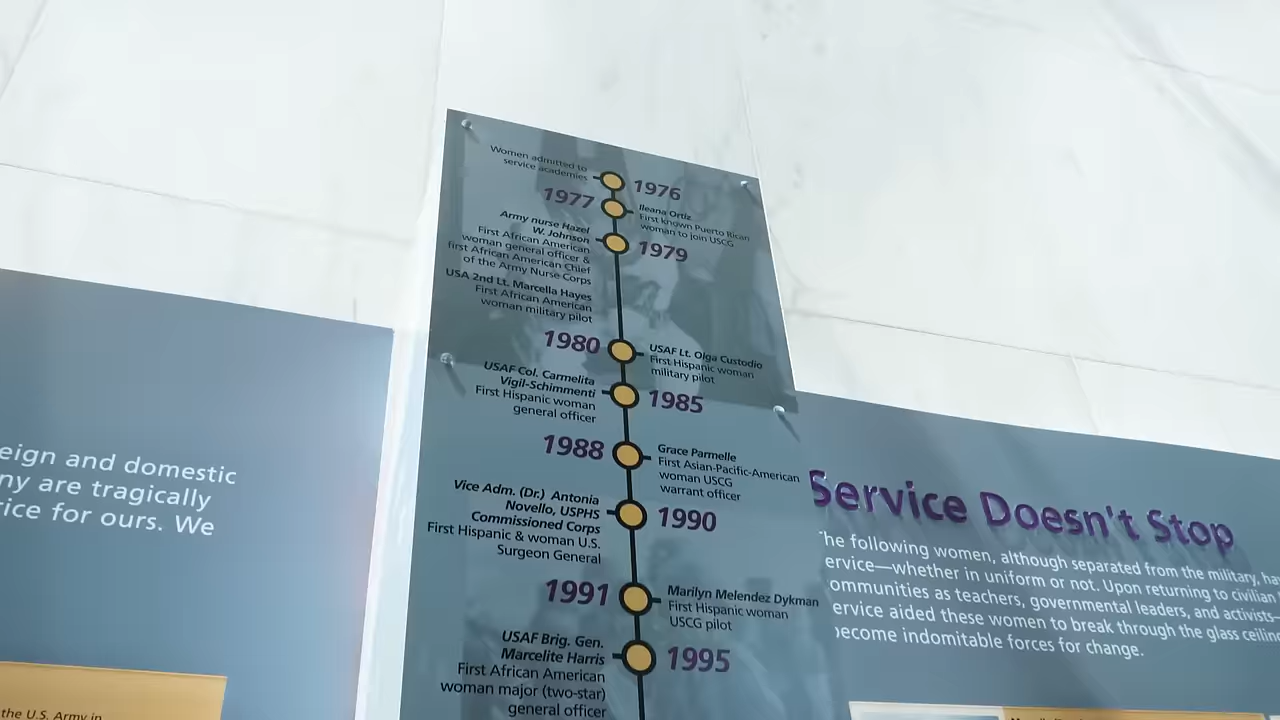 Women admitted to
service academies
1976
1977
Ileana Ortiz
First known Puerto Rican
woman to join USCG
Army nurse Hazel
W. Johnson
First African American
woman general officer &
first African American Chief
of the Army Nurse Corps
1979
USA 2nd Lt. Marcella Hayes
First African American
woman military pilot
1980
USAF Lt. Olga Custodio
First Hispanic woman
military pilot
USAF Col. Carmelita
Vigil-Schimmenti
First Hispanic woman
general officer
1985
1988
Grace Parmelle
First Asian-Pacific-American
woman USCG
warrant officer
Vice Adm. (Dr.) Antonia
Novello, USPHS
Commissioned Corps
First Hispanic & woman U.S.
Surgeon General
1990
1991
Marilyn Melendez Dykman
First Hispanic woman
USCG pilot
USAF Brig. Gen.
Marcelite Harris
First African American
woman major (two-star)
general officer
1995
eign and domestic
ny are tragically
rice for ours. We
the U.S. Army in
Service Doesn't Stop
he following women, although separated from the military, ha
ervice—whether in uniform or not. Upon returning to civilian
ommunities as teachers, governmental leaders, and activists—
ervice aided these women to break through the glass ceiling
become indomitable forces for change.